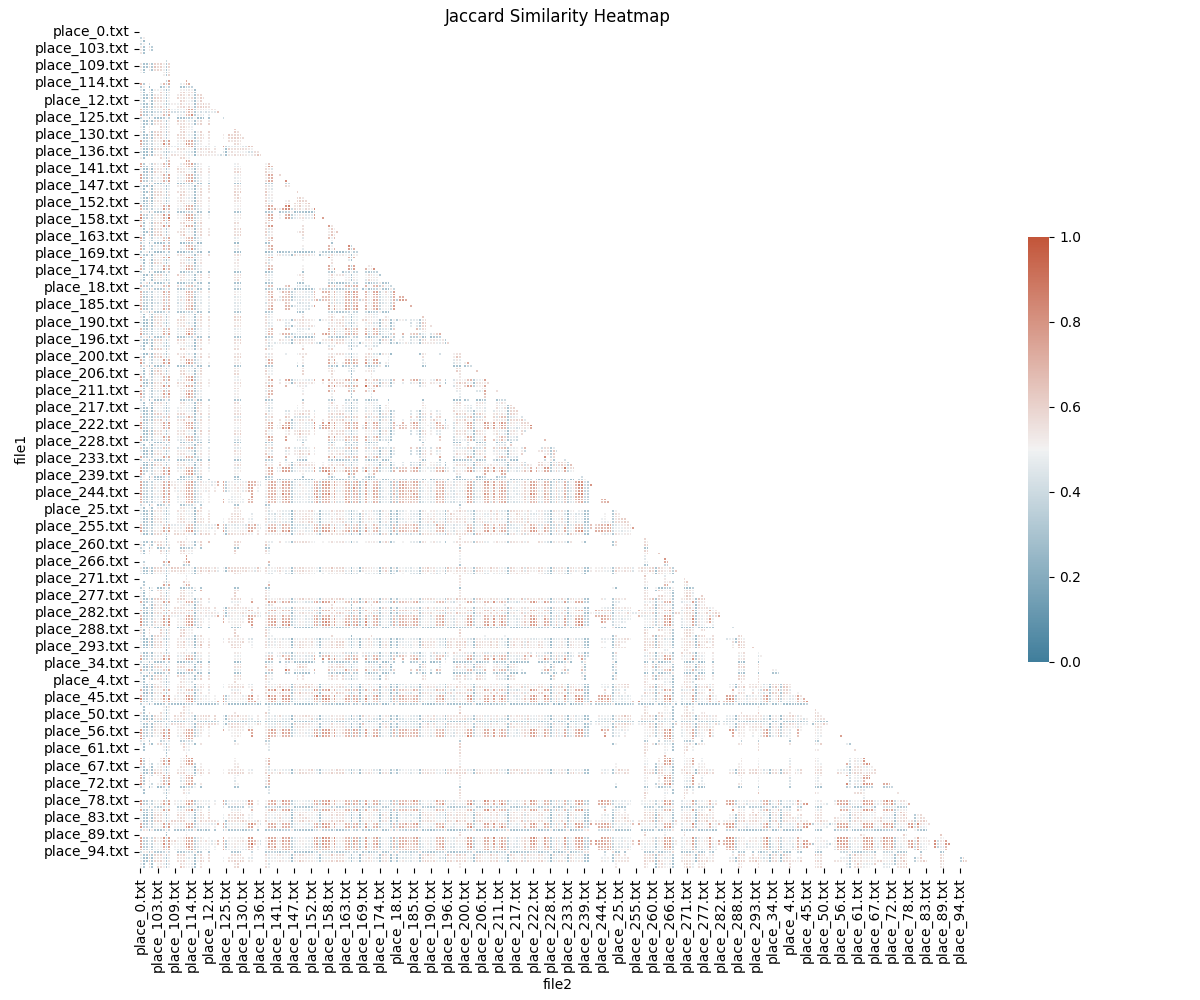 Jaccard Similarity Heatmap
place_0.txt
place_103.txt
place_109.txt
place_114.txt
place_12.txt
place_125.txt
place_130.txt
place_136.txt
place_141.txt
place_147.txt
place_152.txt
place_158.txt
place_163.txt
place_169.txt
place_174.txt
place_18.txt
place_185.txt
place_190.txt
place_196.txt
place_200.txt
place_206.txt
place_211.txt
place_217.txt
place_222.txt
place_228.txt
place_233.txt
place_239.txt
place_244.txt
place_25.txt
place_255.txt
place_260.txt
place_266.txt
place_271.txt
place_277.txt
place_282.txt
place_288.txt
place_293.txt
place_34.txt
place_4.txt
place_45.txt
place_50.txt
place_56.txt
place_61.txt
place_67.txt
place_72.txt
place_78.txt
place_83.txt
place_89.txt
place_94.txt
file1
place_0.txt
place_103.txt
place_109.txt
place_114.txt
place_12.txt
place_125.txt
place_130.txt
place_136.txt
place_141.txt
place_147.txt
place_152.txt
place_158.txt
place_163.txt
place_169.txt
place_174.txt
place_18.txt
place_185.txt
place_190.txt
place_196.txt
place_200.txt
place_206.txt
place_211.txt
place_217.txt
place_222.txt
place_228.txt
place_233.txt
place_239.txt
place_244.txt
place_25.txt
place_255.txt
place_260.txt
place_266.txt
place_271.txt
place_277.txt
place_282.txt
place_288.txt
place_293.txt
place_34.txt
place_4.txt
place_45.txt
place_50.txt
place_56.txt
place_61.txt
place_67.txt
place_72.txt
place_78.txt
place_83.txt
place_89.txt
place_94.txt
file2
1.0
0.8
0.6
0.4
0.2
0.0